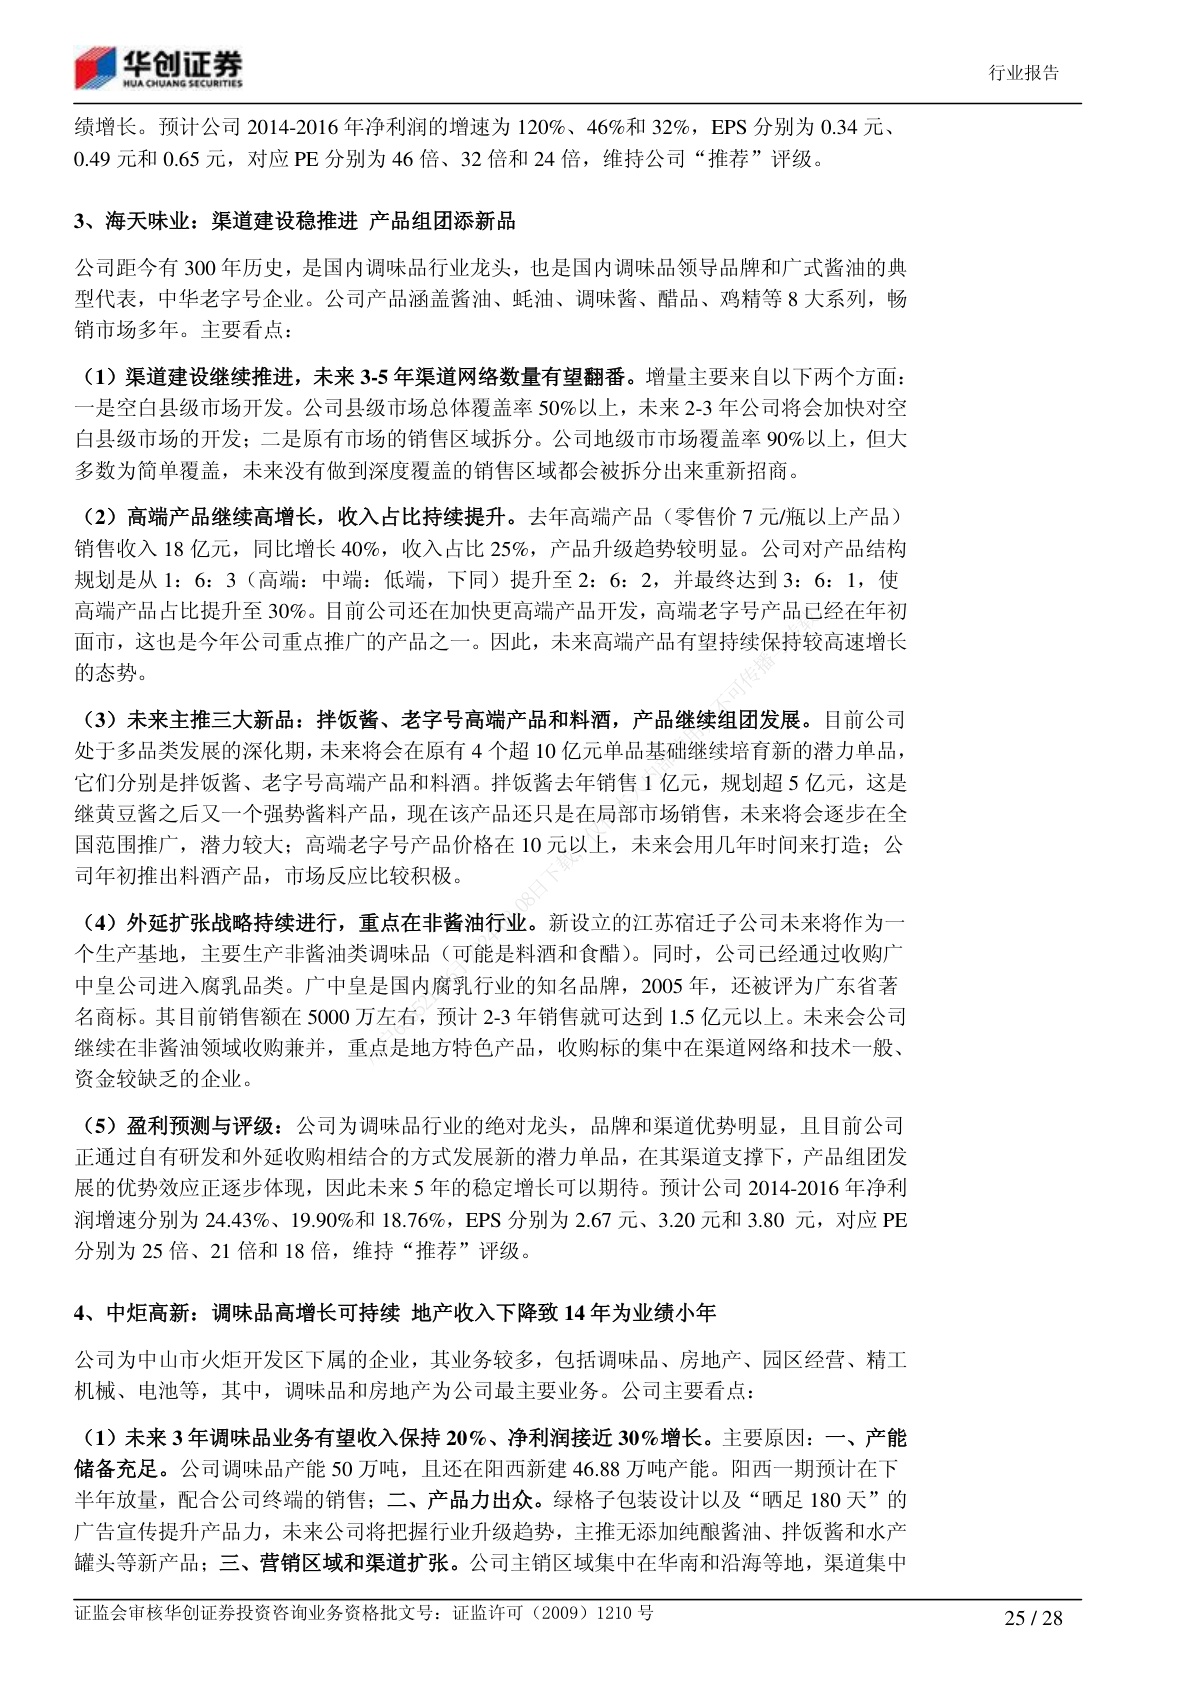 华创证券
HUA CHUANG SECURITIES
行业报告
绩增长。预计公司 2014-2016 年净利润的增速为 120%、46%和 32%，EPS 分别为 0.34 元、
0.49 元和 0.65 元，对应 PE 分别为 46 倍、32 倍和 24 倍，维持公司“推荐”评级。
3、海天味业：渠道建设稳推进 产品组团添新品
公司距今有 300 年历史，是国内调味品行业龙头，也是国内调味品领导品牌和广式酱油的典
型代表，中华老字号企业。公司产品涵盖酱油、蚝油、调味酱、醋品、鸡精等 8 大系列，畅
销市场多年。主要看点：
（1）渠道建设继续推进，未来 3-5 年渠道网络数量有望翻番。增量主要来自以下两个方面：
一是空白县级市场开发。公司县级市场总体覆盖率 50%以上，未来 2-3 年公司将会加快对空
白县级市场的开发；二是原有市场的销售区域拆分。公司地级市市场覆盖率 90%以上，但大
多数为简单覆盖，未来没有做到深度覆盖的销售区域都会被拆分出来重新招商。
（2）高端产品继续高增长，收入占比持续提升。去年高端产品（零售价 7 元/瓶以上产品）
销售收入 18 亿元，同比增长 40%，收入占比 25%，产品升级趋势较明显。公司对产品结构
规划是从 1：6：3（高端：中端：低端，下同）提升至 2：6：2，并最终达到 3：6：1，使
高端产品占比提升至 30%。目前公司还在加快更高端产品开发，高端老字号产品已经在年初
面市，这也是今年公司重点推广的产品之一。因此，未来高端产品有望持续保持较高速增长
的态势。
（3）未来主推三大新品：拌饭酱、老字号高端产品和料酒，产品继续组团发展。目前公司
处于多品类发展的深化期，未来将会在原有 4 个超 10 亿元单品基础继续培育新的潜力单品，
它们分别是拌饭酱、老字号高端产品和料酒。拌饭酱去年销售 1 亿元，规划超 5 亿元，这是
继黄豆酱之后又一个强势酱料产品，现在该产品还只是在局部市场销售，未来将会逐步在全
国范围推广，潜力较大；高端老字号产品价格在 10 元以上，未来会用几年时间来打造；公
司年初推出料酒产品，市场反应比较积极。
（4）外延扩张战略持续进行，重点在非酱油行业。新设立的江苏宿迁子公司未来将作为一
个生产基地，主要生产非酱油类调味品（可能是料酒和食醋）。同时，公司已经通过收购广
中皇公司进入腐乳品类。广中皇是国内腐乳行业的知名品牌，2005 年，还被评为广东省著
名商标。其目前销售额在 5000 万左右，预计 2-3 年销售就可达到 1.5 亿元以上。未来会公司
继续在非酱油领域收购兼并，重点是地方特色产品，收购标的集中在渠道网络和技术一般、
资金较缺乏的企业。
（5）盈利预测与评级：公司为调味品行业的绝对龙头，品牌和渠道优势明显，且目前公司
正通过自有研发和外延收购相结合的方式发展新的潜力单品，在其渠道支撑下，产品组团发
展的优势效应正逐步体现，因此未来 5 年的稳定增长可以期待。预计公司 2014-2016 年净利
润增速分别为 24.43%、19.90%和 18.76%，EPS 分别为 2.67 元、3.20 元和 3.80 元，对应 PE
分别为 25 倍、21 倍和 18 倍，维持“推荐”评级。
4、中炬高新：调味品高增长可持续 地产收入下降致 14 年为业绩小年
公司为中山市火炬开发区下属的企业，其业务较多，包括调味品、房地产、园区经营、精工
机械、电池等，其中，调味品和房地产为公司最主要业务。公司主要看点：
（1）未来 3 年调味品业务有望收入保持 20%、净利润接近 30%增长。主要原因：一、产能
储备充足。公司调味品产能 50 万吨，且还在阳西新建 46.88 万吨产能。阳西一期预计在下
半年放量，配合公司终端的销售；二、产品力出众。绿格子包装设计以及“晒足 180 天”的
广告宣传提升产品力，未来公司将把握行业升级趋势，主推无添加纯酿酱油、拌饭酱和水产
罐头等新产品；三、营销区域和渠道扩张。公司主销区域集中在华南和沿海等地，渠道集中
证监会审核华创证券投资咨询业务资格批文号：证监许可（2009）1210 号
25 / 28